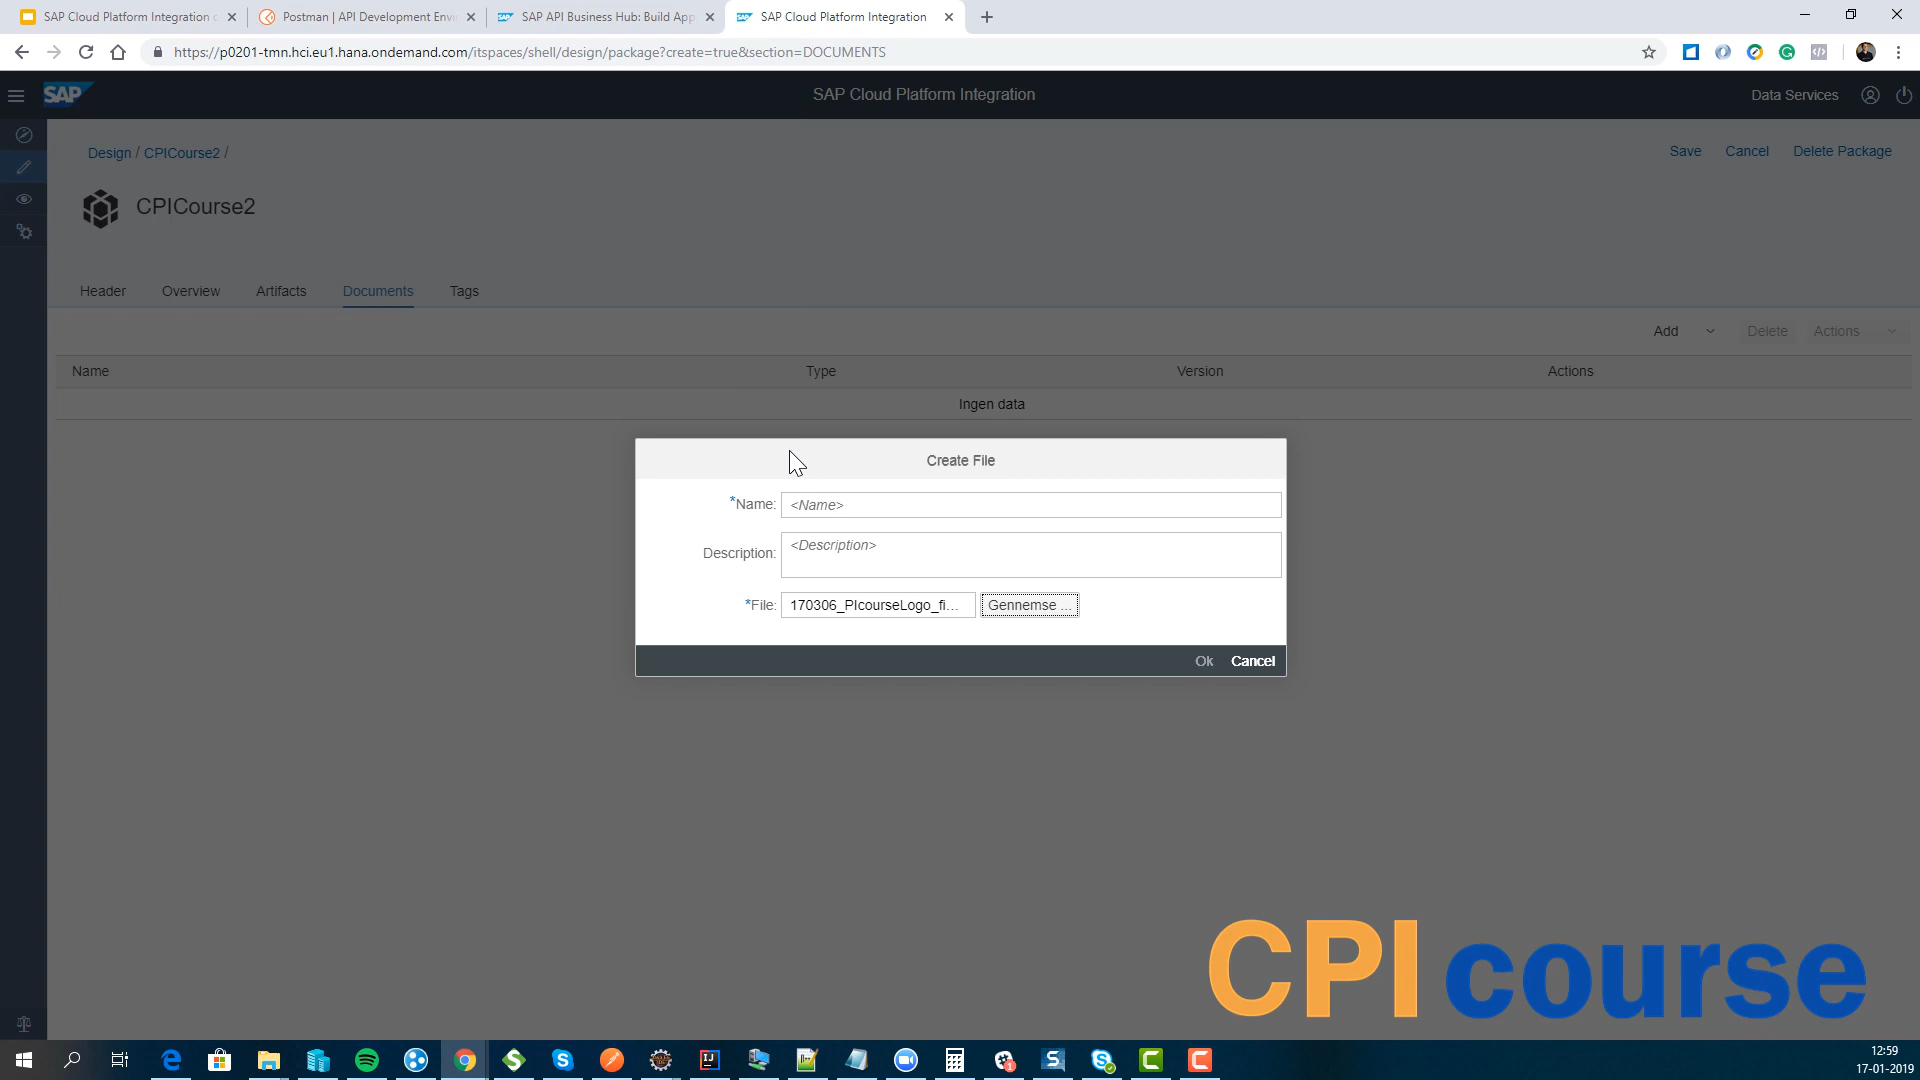 SAP Cloud Platform Integration c
Postman | API Development Envi
SAP API Business Hub: Build App
SAP Cloud Platform Integration
https://p0201-tmn.hci.eu1.hana.ondemand.com/itspaces/shell/design/package?create=true&section=DOCUMENTS
SAP
SAP Cloud Platform Integration
Data Services
Design / CPICourse2 /
Save Cancel Delete Package
CPICourse2
Header Overview Artifacts Documents Tags
Add Delete Actions
Name Type Version Actions
Ingen data
Create File
*Name: <Name>
Description: <Description>
*File: 170306_PIcourseLogo_fi... Gennemse ...
Ok Cancel
CPI course
12:59
17-01-2019